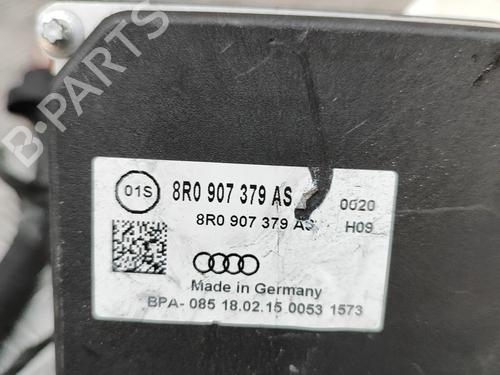 B-PARTS
01S
8R0 907 379 AS
0020
8R0 907 379 AS
H09
Made in Germany
BPA- 085 18.02.15 0053 1573